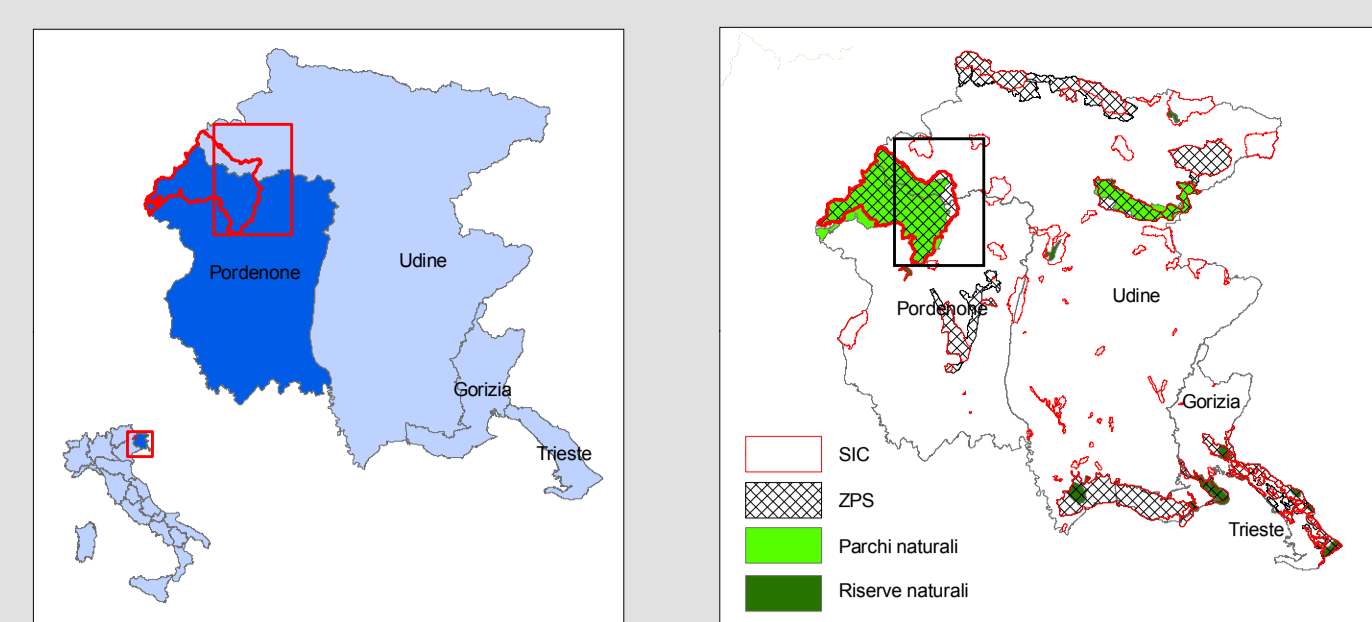 Pordenone
Udine
Gorizia
Trieste
Pordenone
Udine
Gorizia
Trieste
SIC
ZPS
Parchi naturali
Riserve naturali